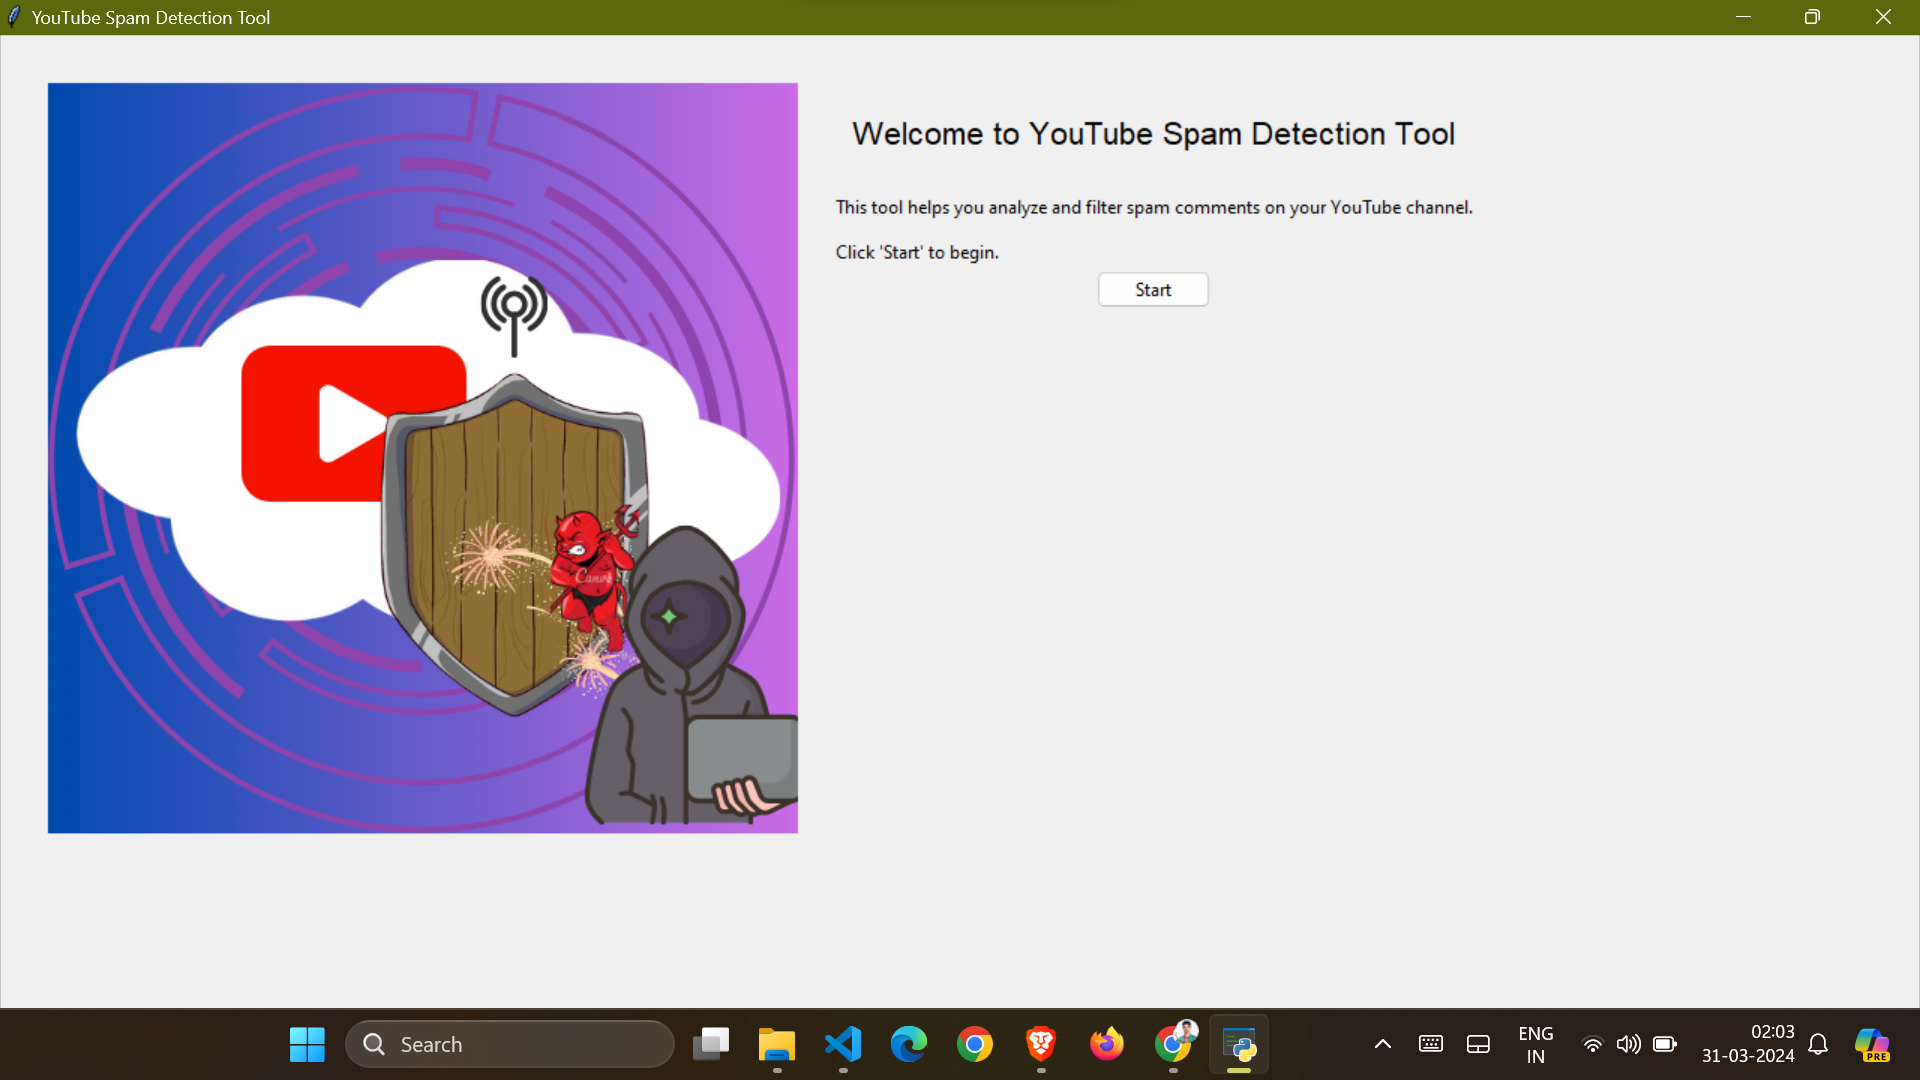 YouTube Spam Detection Tool
Welcome to YouTube Spam Detection Tool
This tool helps you analyze and filter spam comments on your YouTube channel.
Click 'Start' to begin.
Start
Canva
Search
ENG
IN
02:03
31-03-2024
PRE